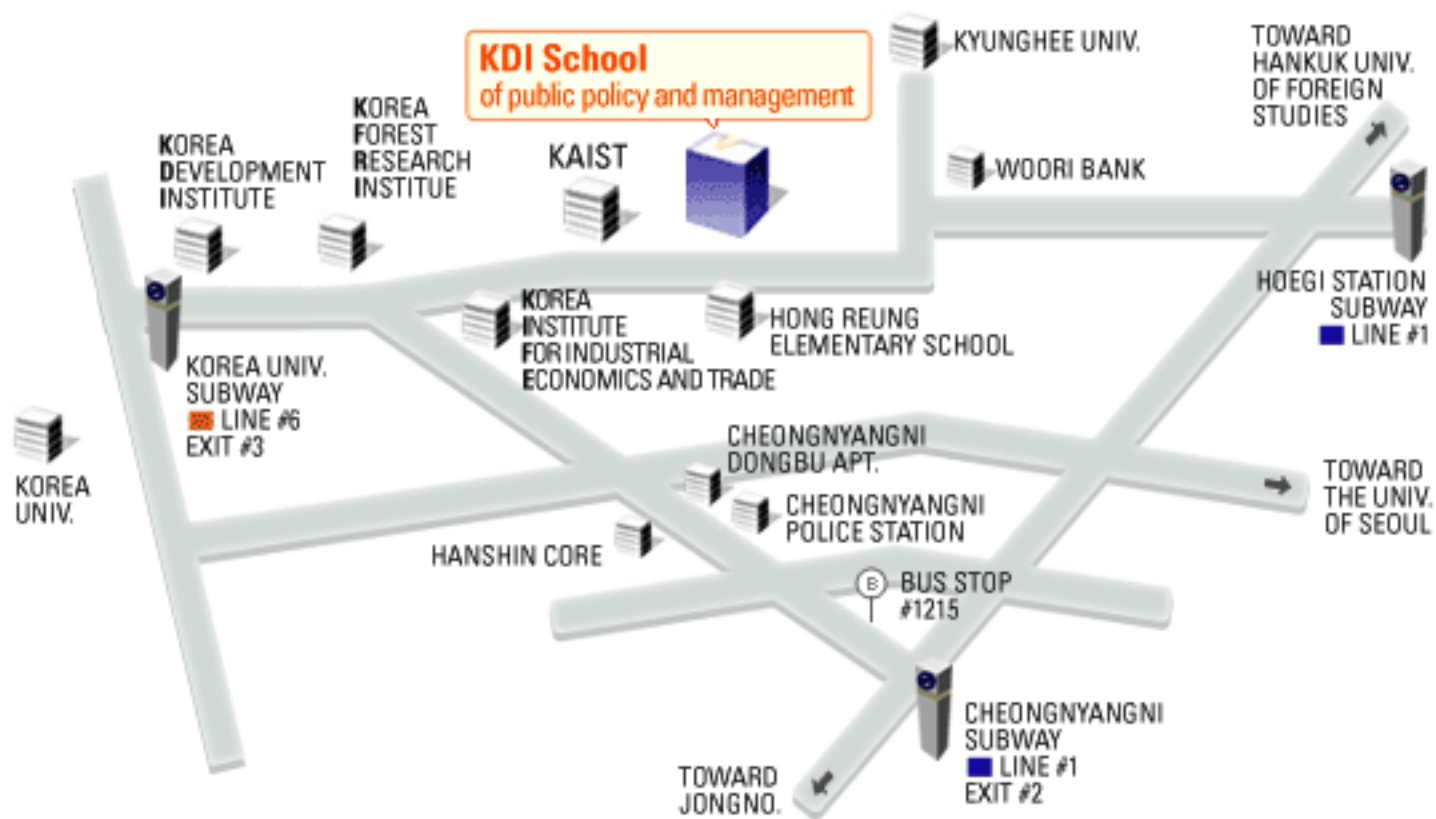 KYUNGHEE UNIV.
TOWARD
HANKUK UNIV.
OF FOREIGN
STUDIES
KDI School
of public policy and management
KOREA
FOREST
RESEARCH
INSTITUE
KOREA
DEVELOPMENT
INSTITUTE
KAIST
WOORI BANK
HOEGI STATION
SUBWAY
LINE #1
KOREA
INSTITUTE
FOR INDUSTRIAL
ECONOMICS AND TRADE
HONG REUNG
ELEMENTARY SCHOOL
KOREA UNIV.
SUBWAY
LINE #6
EXIT #3
KOREA
UNIV.
CHEONGNYANGNI
DONGBU APT.
CHEONGNYANGNI
POLICE STATION
HANSHIN CORE
TOWARD
THE UNIV.
OF SEOUL
B
BUS STOP
#1215
CHEONGNYANGNI
SUBWAY
LINE #1
EXIT #2
TOWARD
JONGNO.